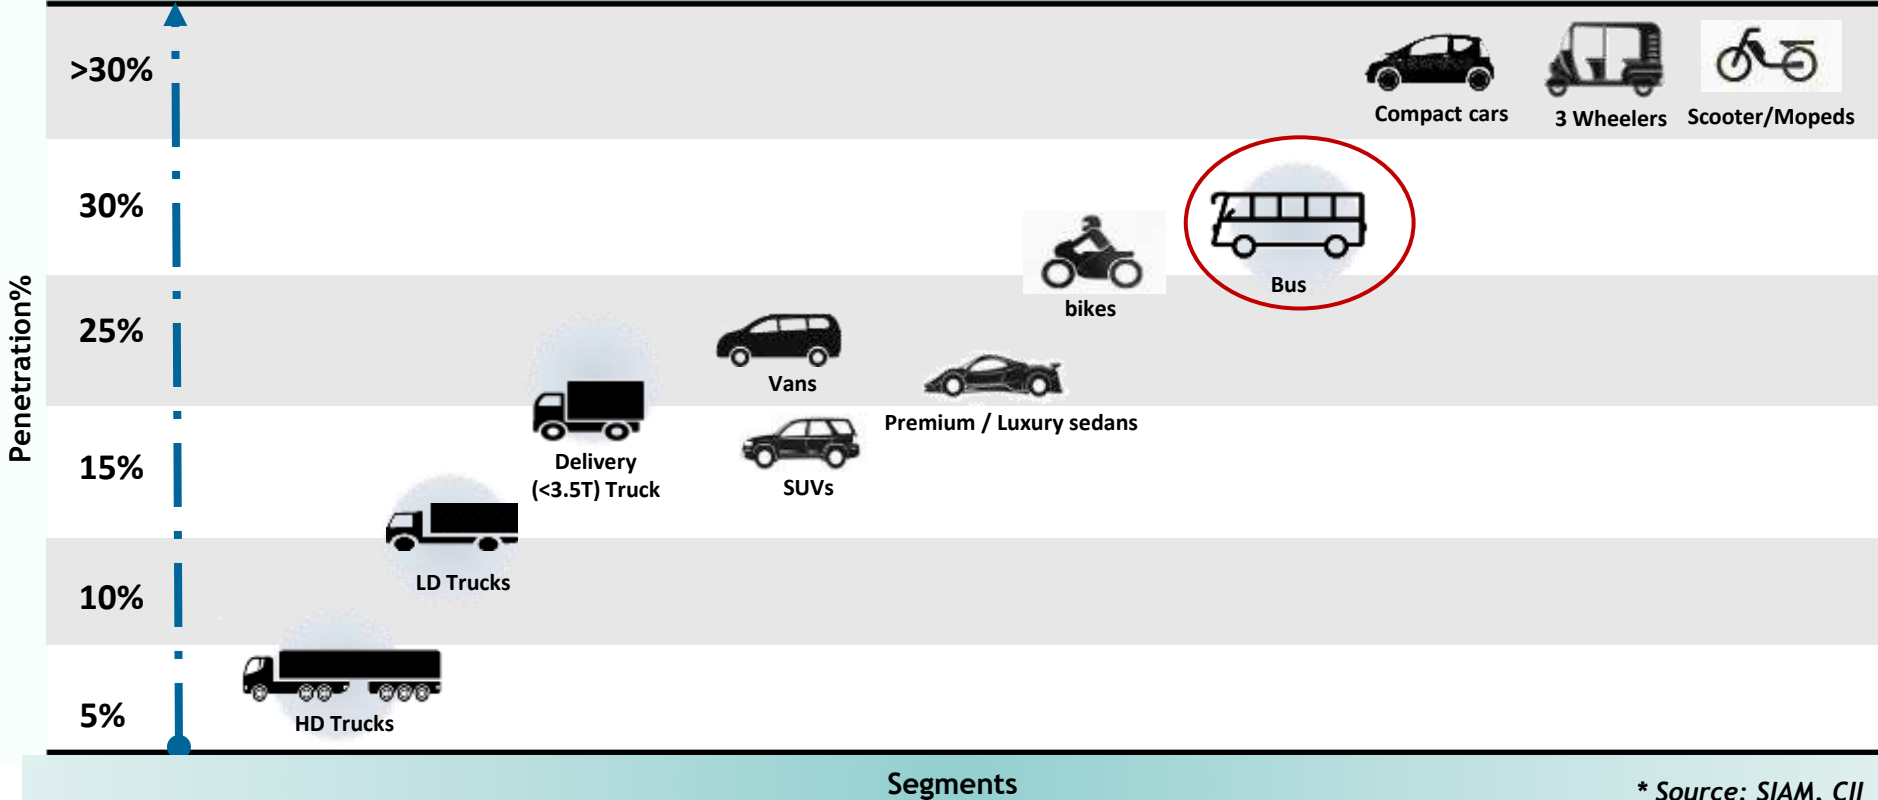 >30%
Compact cars
3 Wheelers
Scooter/Mopeds
30%
Bus
bikes
25%
Vans
Premium / Luxury sedans
15%
Delivery
(<3.5T) Truck
SUVs
10%
LD Trucks
5%
HD Trucks
Penetration%
Segments
* Source: SIAM, CII